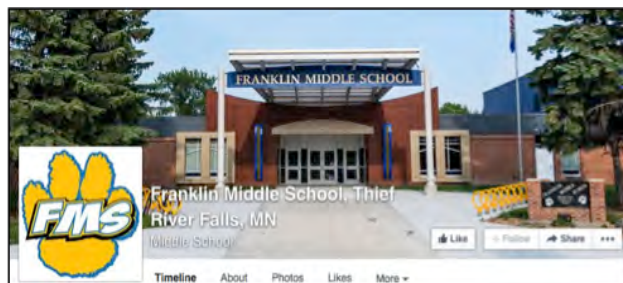 FRANKLIN MIDDLE SCHOOL
FMS
Franklin Middle School, Thief
River Falls, MN
Middle School
Like
Follow
Share
Timeline About Photos Likes More